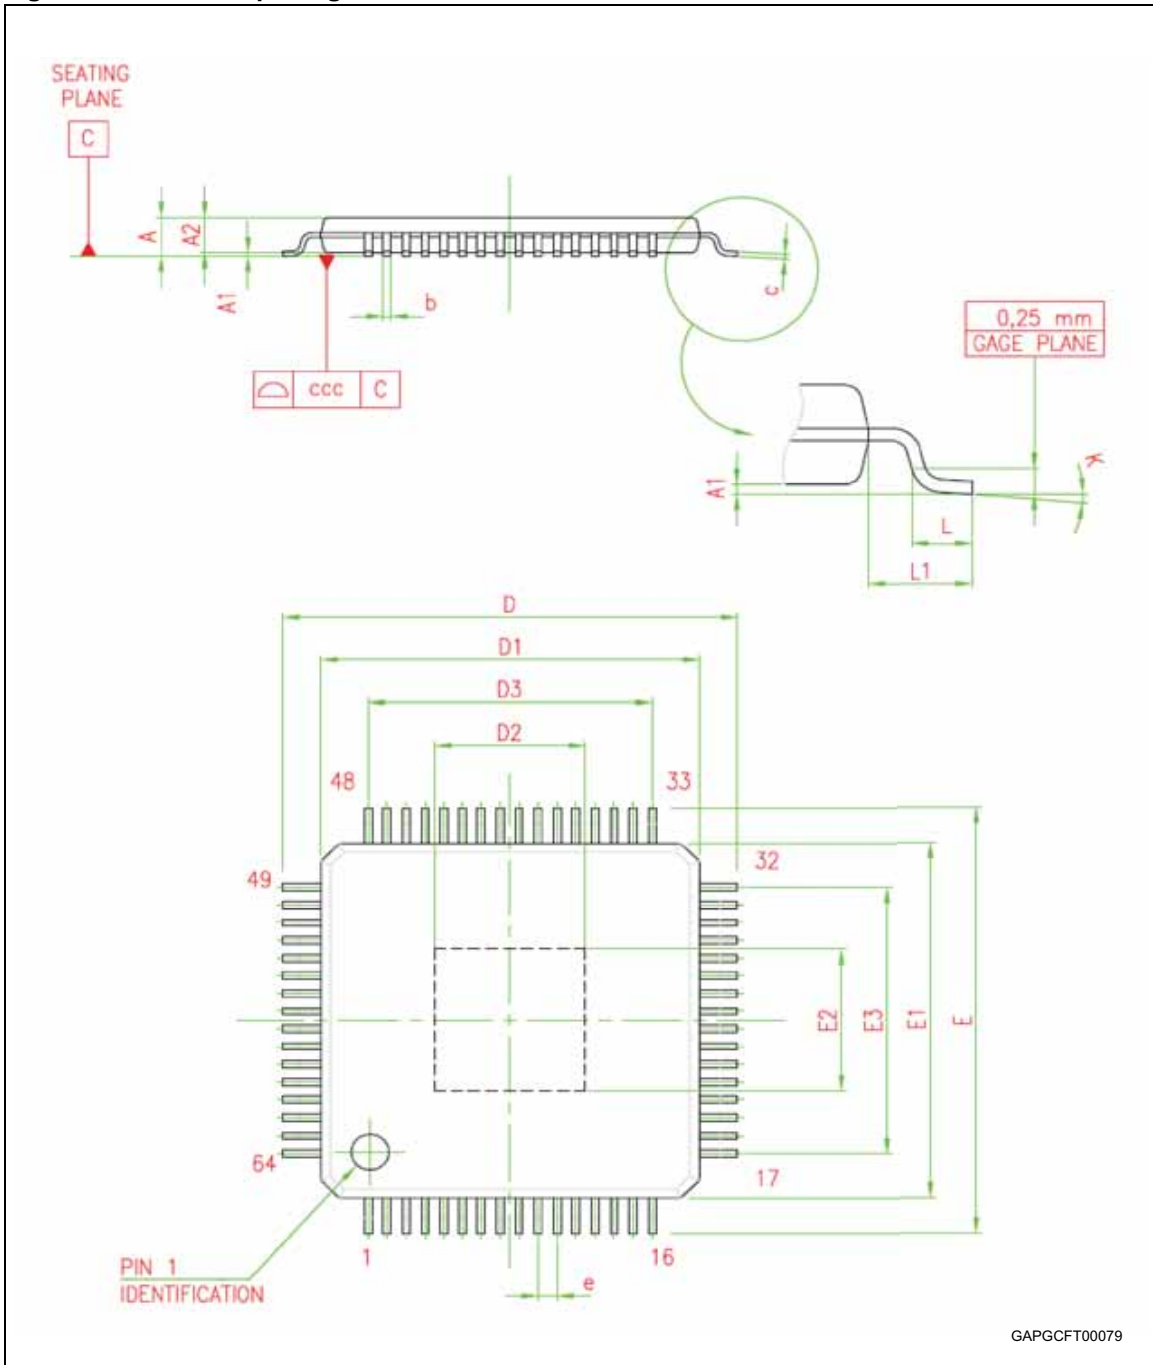 SEATING
PLANE
C
A
A2
A1
b
c
ccc
C
0,25 mm
GAGE PLANE
A1
K
L
L1
D
D1
D3
D2
48
33
49
32
E2
E3
E1
E
64
17
PIN 1
IDENTIFICATION
1
16
e
GAPGCFT00079